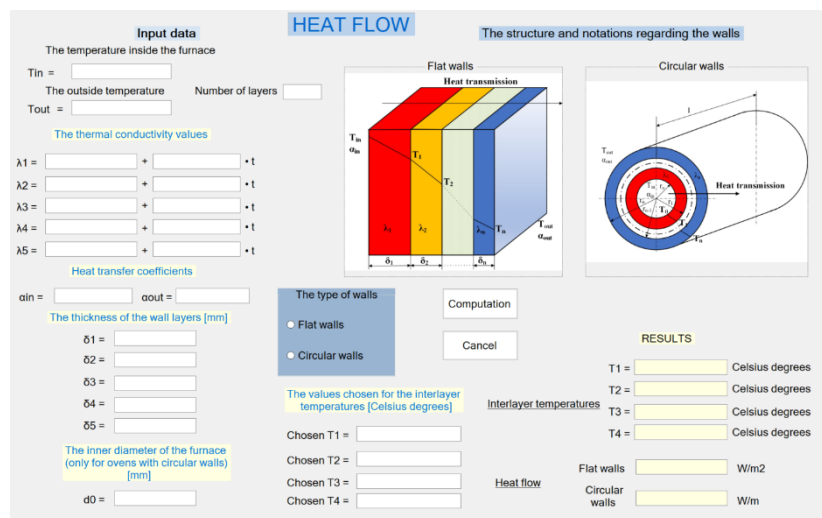 HEAT FLOW
Input data
The structure and notations regarding the walls
The temperature inside the furnace
Tin =
The outside temperature
Number of layers
Tout =
The thermal conductivity values
λ1 = + • t
λ2 = + • t
λ3 = + • t
λ4 = + • t
λ5 = + • t
Heat transfer coefficients
αin = αout =
The thickness of the wall layers [mm]
δ1 =
δ2 =
δ3 =
δ4 =
δ5 =
The inner diameter of the furnace
(only for ovens with circular walls)
[mm]
d0 =
Flat walls
Heat transmission
Tin
αin
T1
T2
λ1 λ2 λn Tn
Tout
αout
δ1 δ2 δn
Circular walls
l
Tout
αout
Heat transmission
Tn
The type of walls
Flat walls
Circular walls
Computation
Cancel
The values chosen for the interlayer
temperatures [Celsius degrees]
Chosen T1 =
Chosen T2 =
Chosen T3 =
Chosen T4 =
RESULTS
Interlayer temperatures
T1 = Celsius degrees
T2 = Celsius degrees
T3 = Celsius degrees
T4 = Celsius degrees
Heat flow
Flat walls W/m2
Circular
walls W/m